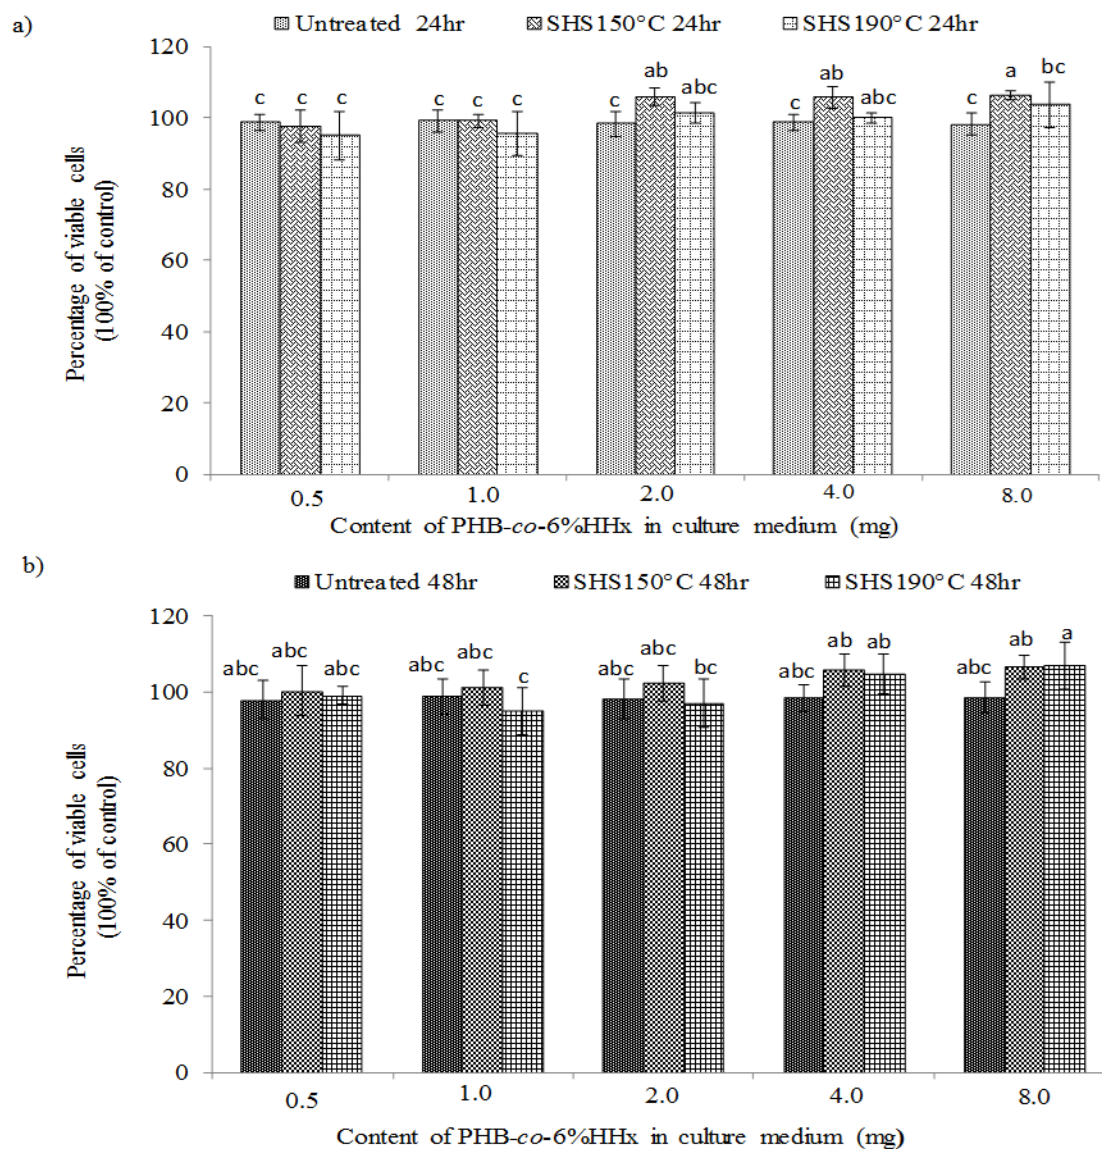 a)
Untreated 24hr SHS150°C 24hr SHS190°C 24hr
120
100
80
60
40
20
0
Percentage of viable cells
(100% of control)
c c c c c c c ab abc c ab abc c a bc
0.5 1.0 2.0 4.0 8.0
Content of PHB-co-6%HHx in culture medium (mg)
b)
Untreated 48hr SHS150°C 48hr SHS190°C 48hr
120
100
80
60
40
20
0
Percentage of viable cells
(100% of control)
abc abc abc abc abc c abc abc bc abc ab ab abc ab a
0.5 1.0 2.0 4.0 8.0
Content of PHB-co-6%HHx in culture medium (mg)